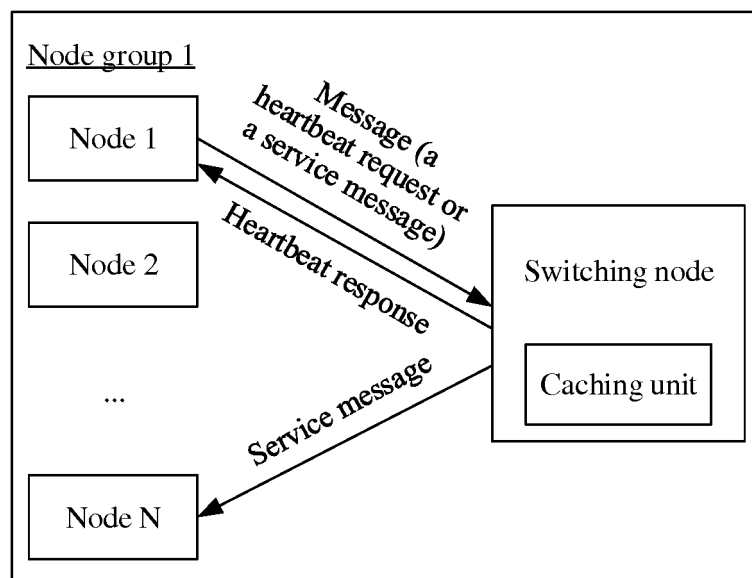 Node group 1
Node 1
Message (a
heartbeat request or
a service message)
Heartbeat response
Node 2
Switching node
...
Caching unit
Service message
Node N